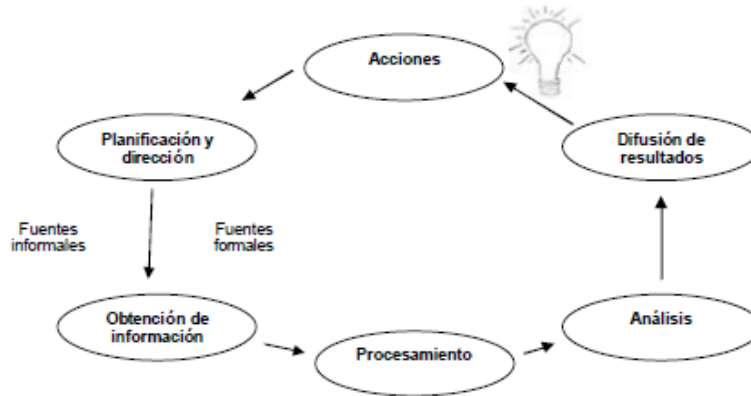 Acciones
Planificación y
dirección
Difusión de
resultados
Fuentes
informales
Fuentes
formales
Obtención de
información
Procesamiento
Análisis